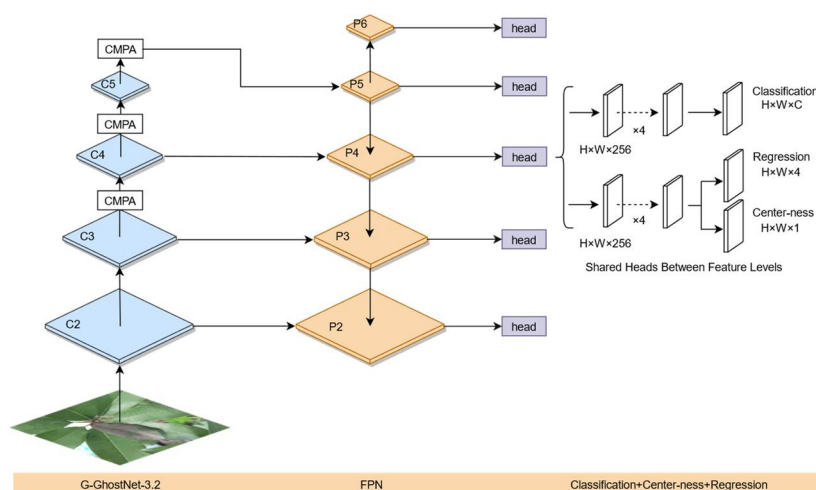 P6
head
CMPA
C5
P5
head
Classification
H×W×C
×4
CMPA
C4
P4
head
H×W×256
Regression
H×W×4
CMPA
×4
Center-ness
H×W×1
C3
P3
head
H×W×256
Shared Heads Between Feature Levels
C2
P2
head
G-GhostNet-3.2
FPN
Classification+Center-ness+Regression